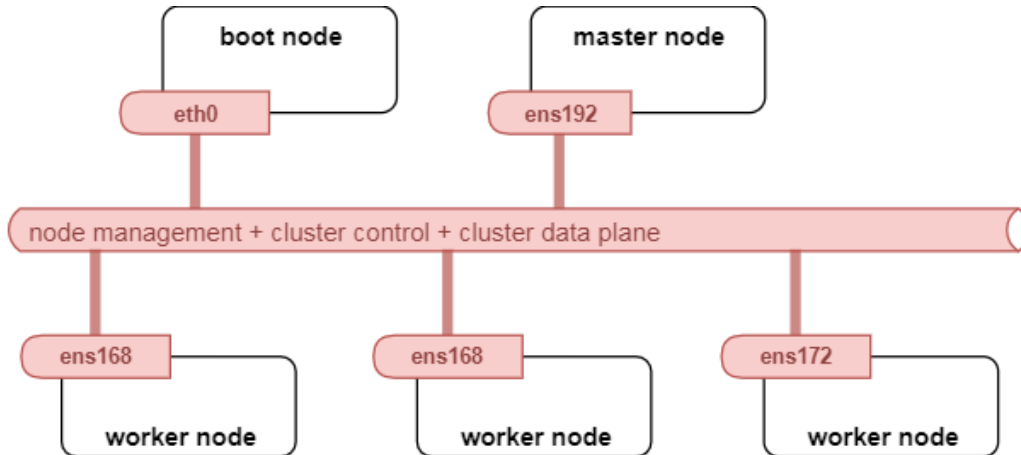 boot node
master node
eth0
ens192
node management + cluster control + cluster data plane
ens168
ens168
ens172
worker node
worker node
worker node